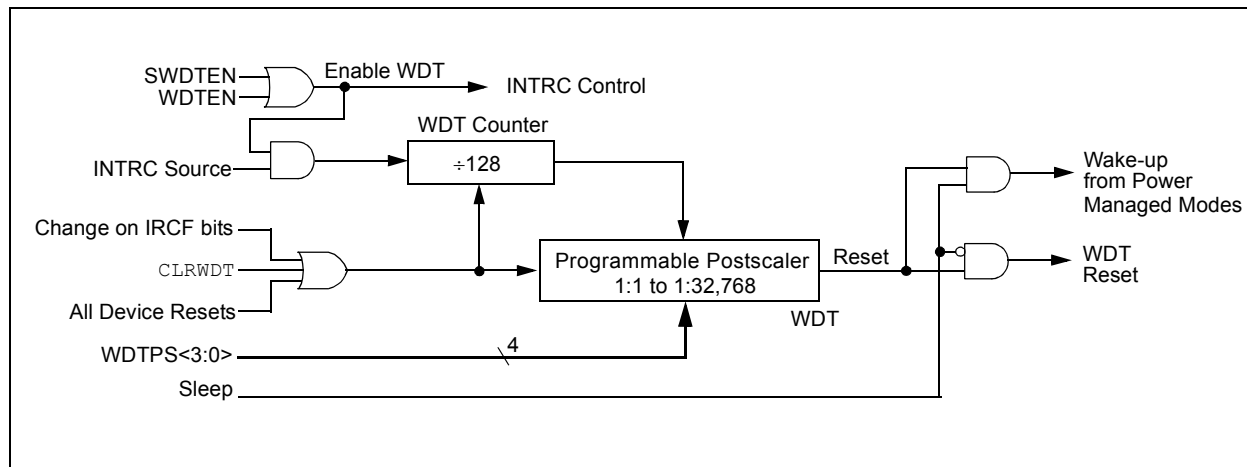 SWDTEN
WDTEN
Enable WDT
INTRC Control
WDT Counter
÷128
INTRC Source
Wake-up
from Power
Managed Modes
Change on IRCF bits
CLRWDT
All Device Resets
Programmable Postscaler
1:1 to 1:32,768
Reset
WDT
Reset
WDT
WDTPS<3:0>
4
Sleep